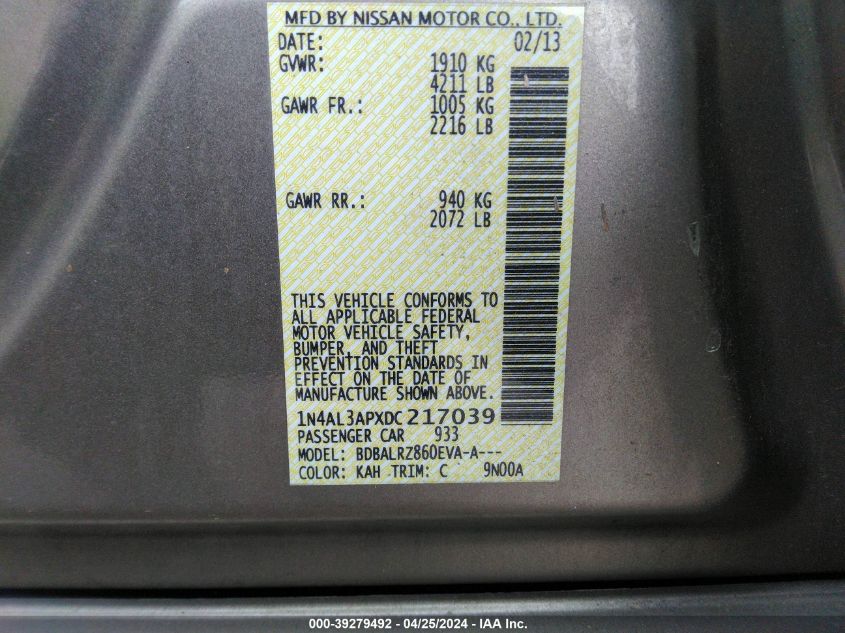 MFD BY NISSAN MOTOR CO., LTD.
DATE: 02/13
GVWR: 1910 KG
4211 LB
GAWR FR.: 1005 KG
2216 LB
GAWR RR.: 940 KG
2072 LB
THIS VEHICLE CONFORMS TO
ALL APPLICABLE FEDERAL
MOTOR VEHICLE SAFETY,
BUMPER, AND THEFT
PREVENTION STANDARDS IN
EFFECT ON THE DATE OF
MANUFACTURE SHOWN ABOVE.
1N4AL3APXDC217039
PASSENGER CAR 933
MODEL: BDBALRZ860EVA-A---
COLOR: KAH TRIM: C 9N00A
000-39279492 - 04/25/2024 - IAA Inc.